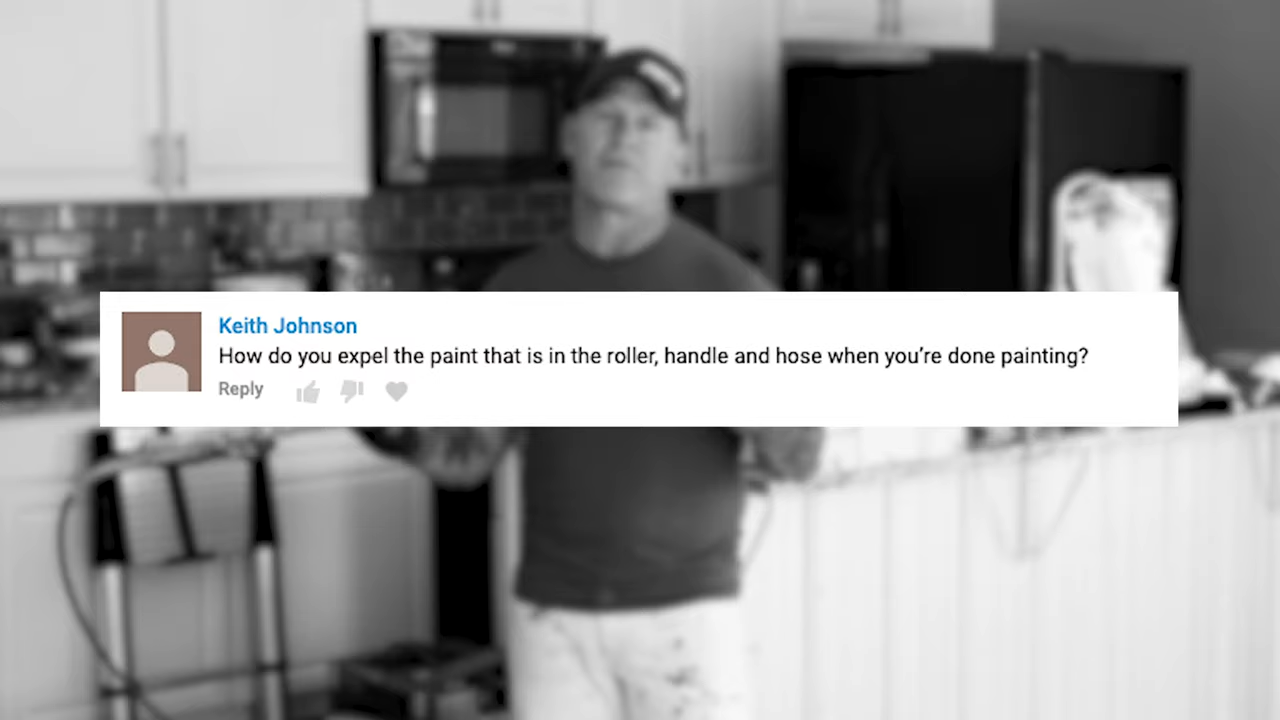 Keith Johnson
How do you expel the paint that is in the roller, handle and hose when you’re done painting?
Reply